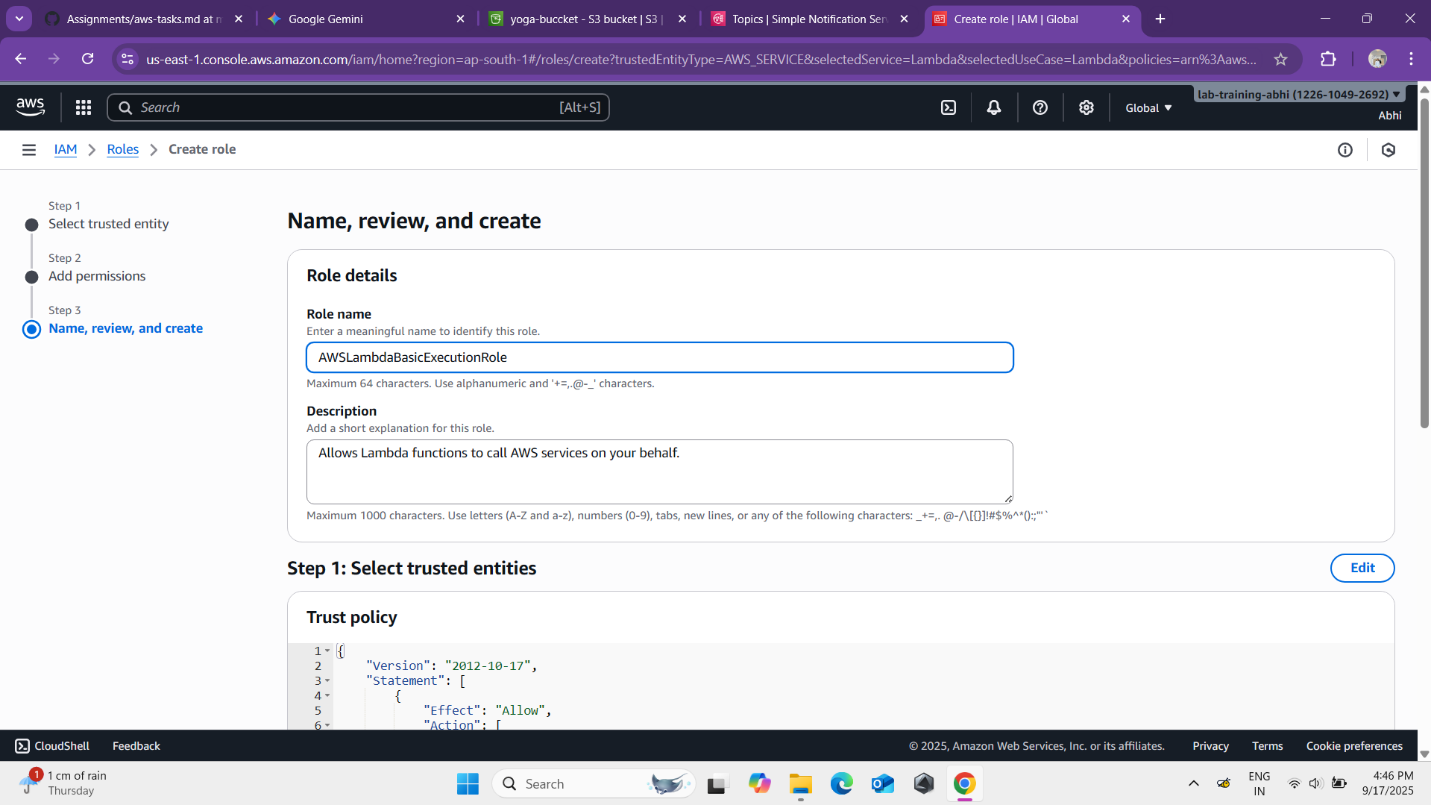 Assignments/aws-tasks.md at n
Google Gemini
yoga-buccket - S3 bucket | S3 |
Topics | Simple Notification Serv
Create role | IAM | Global
us-east-1.console.aws.amazon.com/iam/home?region=ap-south-1#/roles/create?trustedEntityType=AWS_SERVICE&selectedService=Lambda&selectedUseCase=Lambda&policies=arn%3Aaws...
aws
Search
[Alt+S]
Global
lab-training-abhi (1226-1049-2692)
Abhi
IAM
Roles
Create role
Step 1
Select trusted entity
Step 2
Add permissions
Step 3
Name, review, and create
Name, review, and create
Role details
Role name
Enter a meaningful name to identify this role.
AWSLambdaBasicExecutionRole
Maximum 64 characters. Use alphanumeric and '+=,.@-_' characters.
Description
Add a short explanation for this role.
Allows Lambda functions to call AWS services on your behalf.
Maximum 1000 characters. Use letters (A-Z and a-z), numbers (0-9), tabs, new lines, or any of the following characters: _+=,. @-/\[{}]!#$%^*();:"'`
Step 1: Select trusted entities
Edit
Trust policy
1 {
2 "Version": "2012-10-17",
3 "Statement": [
4 {
5 "Effect": "Allow",
6 "Action": [
CloudShell
Feedback
© 2025, Amazon Web Services, Inc. or its affiliates.
Privacy
Terms
Cookie preferences
1
1 cm of rain
Thursday
Search
ENG
IN
4:46 PM
9/17/2025